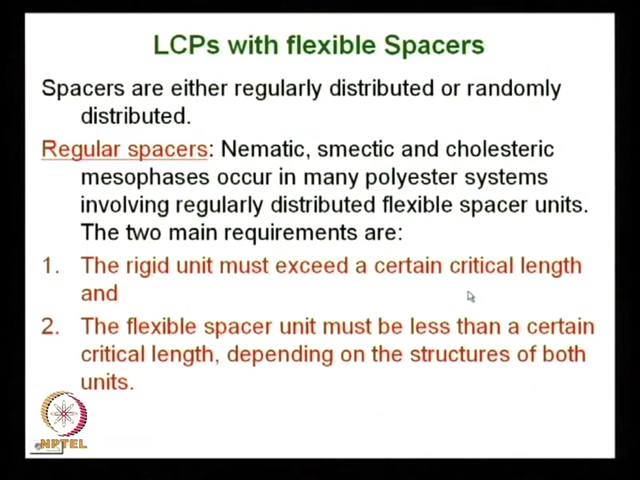 LCPs with flexible Spacers
Spacers are either regularly distributed or randomly
distributed.
Regular spacers: Nematic, smectic and cholesteric
mesophases occur in many polyester systems
involving regularly distributed flexible spacer units.
The two main requirements are:
1. The rigid unit must exceed a certain critical length
and
2. The flexible spacer unit must be less than a certain
critical length, depending on the structures of both
units.
NPTEL